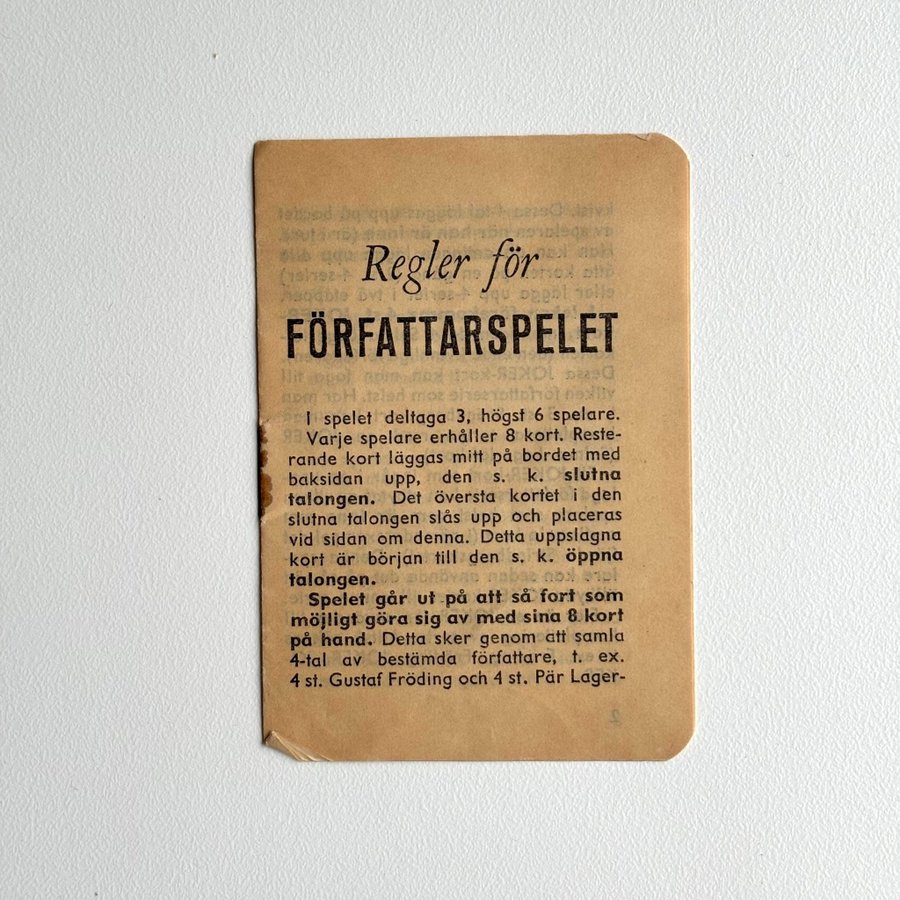 Regler för
FÖRFATTARSPELET
I spelet deltaga 3, högst 6 spelare.
Varje spelare erhåller 8 kort. Reste-
rande kort läggas mitt på bordet med
baksidan upp, den s. k. slutna
talongen. Det översta kortet i den
slutna talongen slås upp och placeras
vid sidan om denna. Detta uppslagna
kort är början till den s. k. öppna
talongen.
Spelet går ut på att så fort som
möjligt göra sig av med sina 8 kort
på hand. Detta sker genom att samla
4-tal av bestämda författare, t. ex.
4 st. Gustaf Fröding och 4 st. Pär Lager-